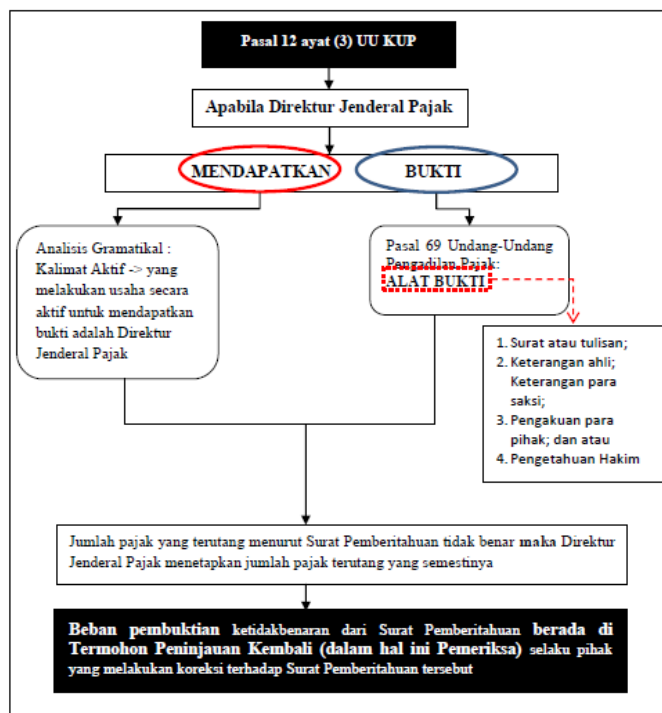 Pasal 12 ayat (3) UU KUP
Apabila Direktur Jenderal Pajak
MENDAPATKAN BUKTI
Analisis Gramatikal :
Kalimat Aktif -> yang
melakukan usaha secara
aktif untuk mendapatkan
bukti adalah Direktur
Jenderal Pajak
Pasal 69 Undang-Undang
Pengadilan Pajak:
ALAT BUKTI
1. Surat atau tulisan;
2. Keterangan ahli;
Keterangan para
saksi;
3. Pengakuan para
pihak; dan atau
4. Pengetahuan Hakim
Jumlah pajak yang terutang menurut Surat Pemberitahuan tidak benar maka Direktur
Jenderal Pajak menetapkan jumlah pajak terutang yang semestinya
Beban pembuktian ketidakbenaran dari Surat Pemberitahuan berada di
Termohon Peninjauan Kembali (dalam hal ini Pemeriksa) selaku pihak
yang melakukan koreksi terhadap Surat Pemberitahuan tersebut